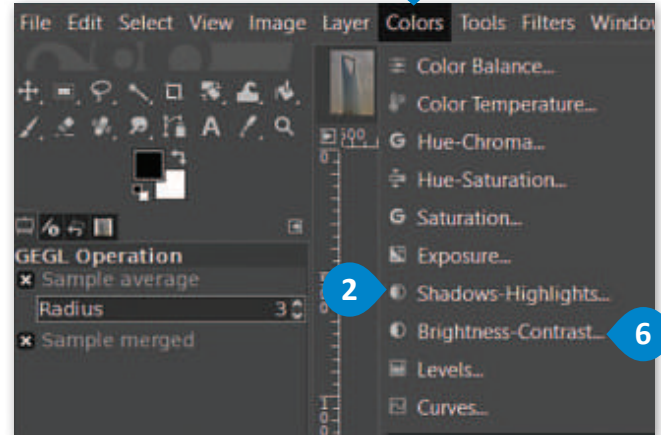 File Edit Select View Image Layer Colors Tools Filters Window
Color Balance...
Color Temperature...
Hue-Chroma...
Hue-Saturation...
Saturation...
Exposure...
2 Shadows-Highlights...
Brightness-Contrast... 6
Levels...
Curves...
GEGL Operation
Sample average
Radius 3
Sample merged